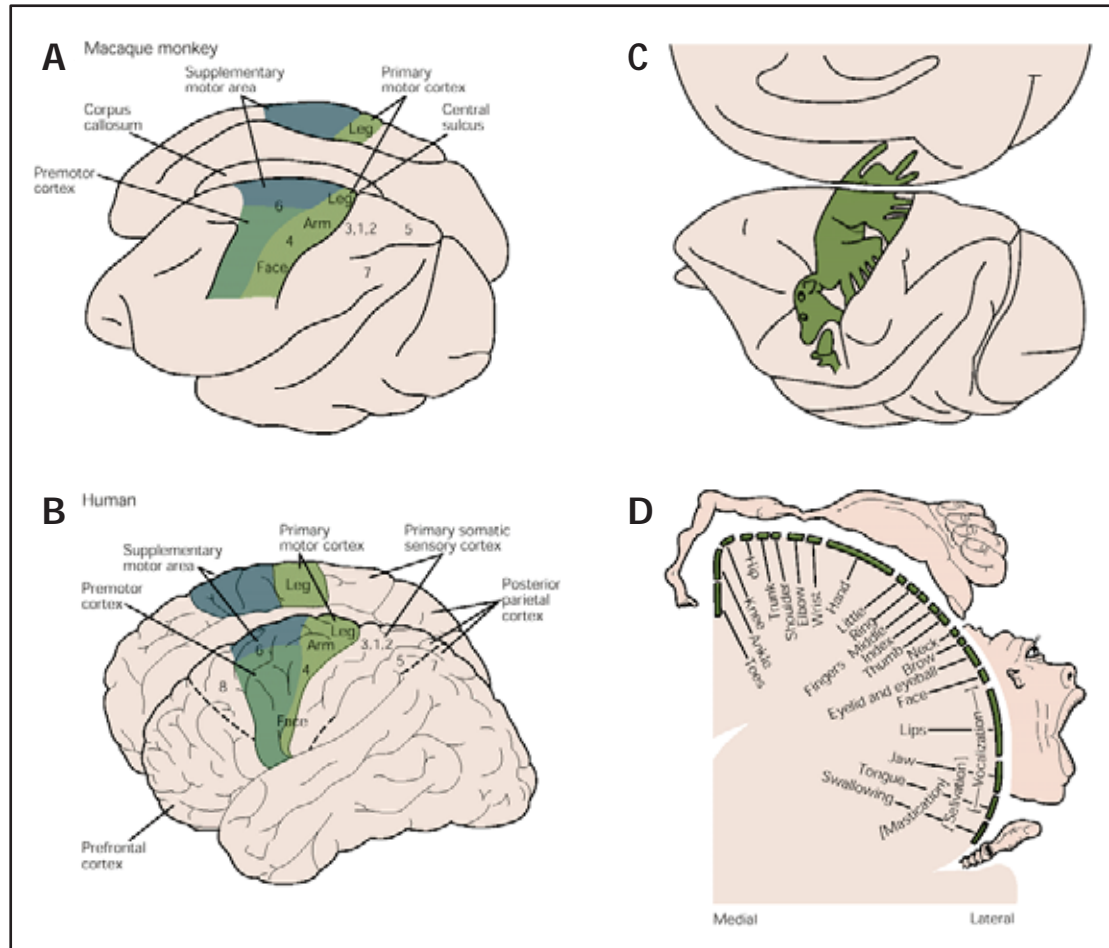 A
Macaque monkey
Supplementary
motor area
Primary
motor cortex
Corpus
callosum
Central
sulcus
Premotor
cortex
Leg
Leg
6
Arm
4
3,1,2
5
Face
7
C
B
Human
Supplementary
motor area
Primary
motor cortex
Primary somatic
sensory cortex
Premotor
cortex
Posterior
parietal
cortex
Leg
Leg
6
Arm
3,1,2
5
4
8
Face
Prefrontal
cortex
D
Toes
Ankle
Knee
Hip
Trunk
Shoulder
Elbow
Wrist
Hand
Little
Ring
Middle
Index
Thumb
Fingers
Neck
Brow
Eyelid and eyeball
Face
Lips
Jaw
Tongue
Swallowing
[Mastication]
[Salivation]
Vocalization
Medial
Lateral